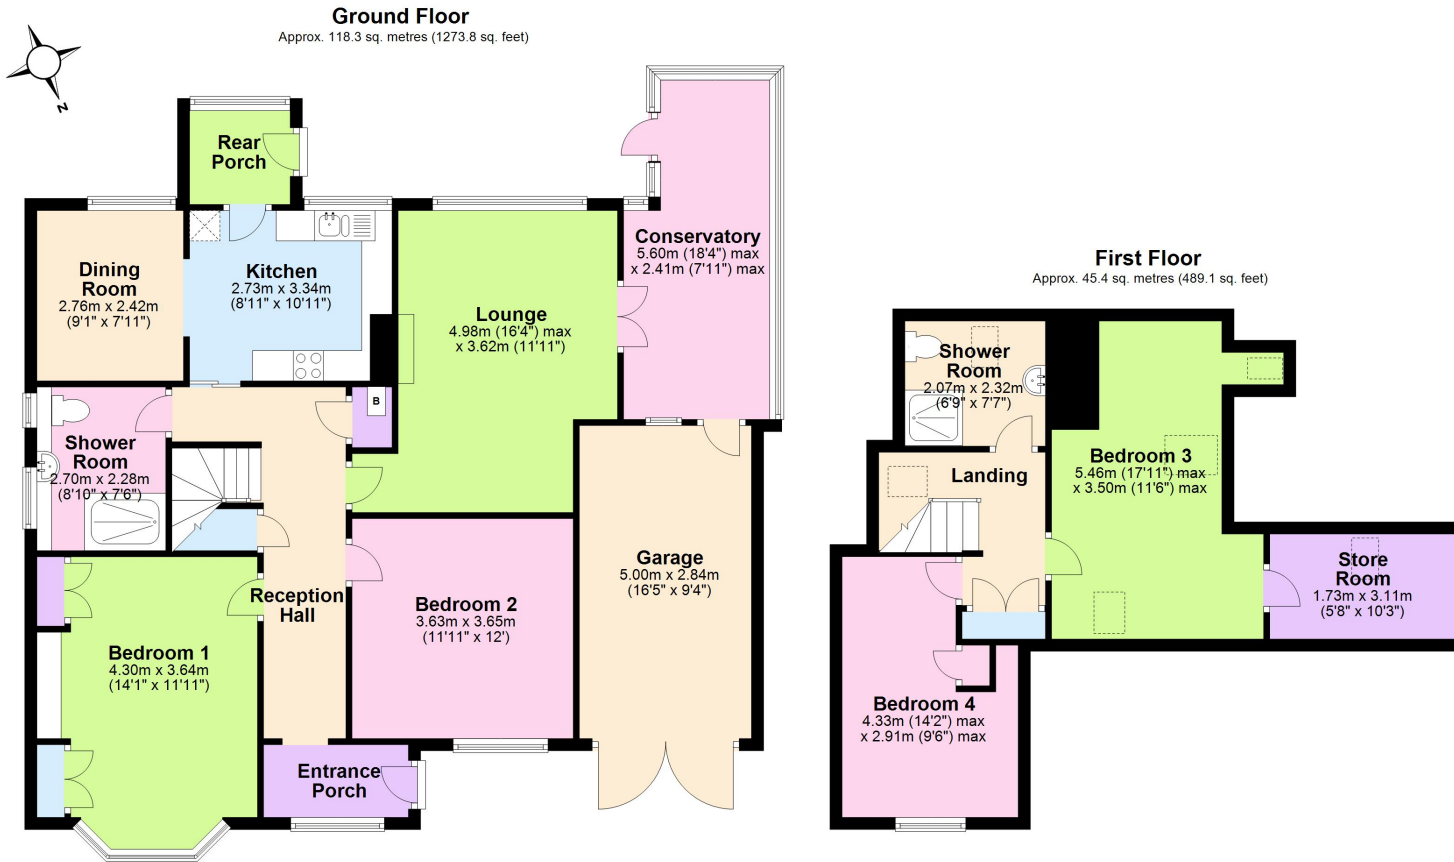 Ground Floor
Approx. 118.3 sq. metres (1273.8 sq. feet)
N
Rear
Porch
Dining
Room
2.76m x 2.42m
(9'1" x 7'11")
Kitchen
2.73m x 3.34m
(8'11" x 10'11")
Lounge
4.98m (16'4") max
x 3.62m (11'11")
Conservatory
5.60m (18'4") max
x 2.41m (7'11") max
B
Shower
Room
2.70m x 2.28m
(8'10" x 7'6")
Reception
Hall
Bedroom 1
4.30m x 3.64m
(14'1" x 11'11")
Bedroom 2
3.63m x 3.65m
(11'11" x 12')
Garage
5.00m x 2.84m
(16'5" x 9'4")
Entrance
Porch
First Floor
Approx. 45.4 sq. metres (489.1 sq. feet)
Shower
Room
2.07m x 2.32m
(6'9" x 7'7")
Landing
Bedroom 3
5.46m (17'11") max
x 3.50m (11'6") max
Store
Room
1.73m x 3.11m
(5'8" x 10'3")
Bedroom 4
4.33m (14'2") max
x 2.91m (9'6") max